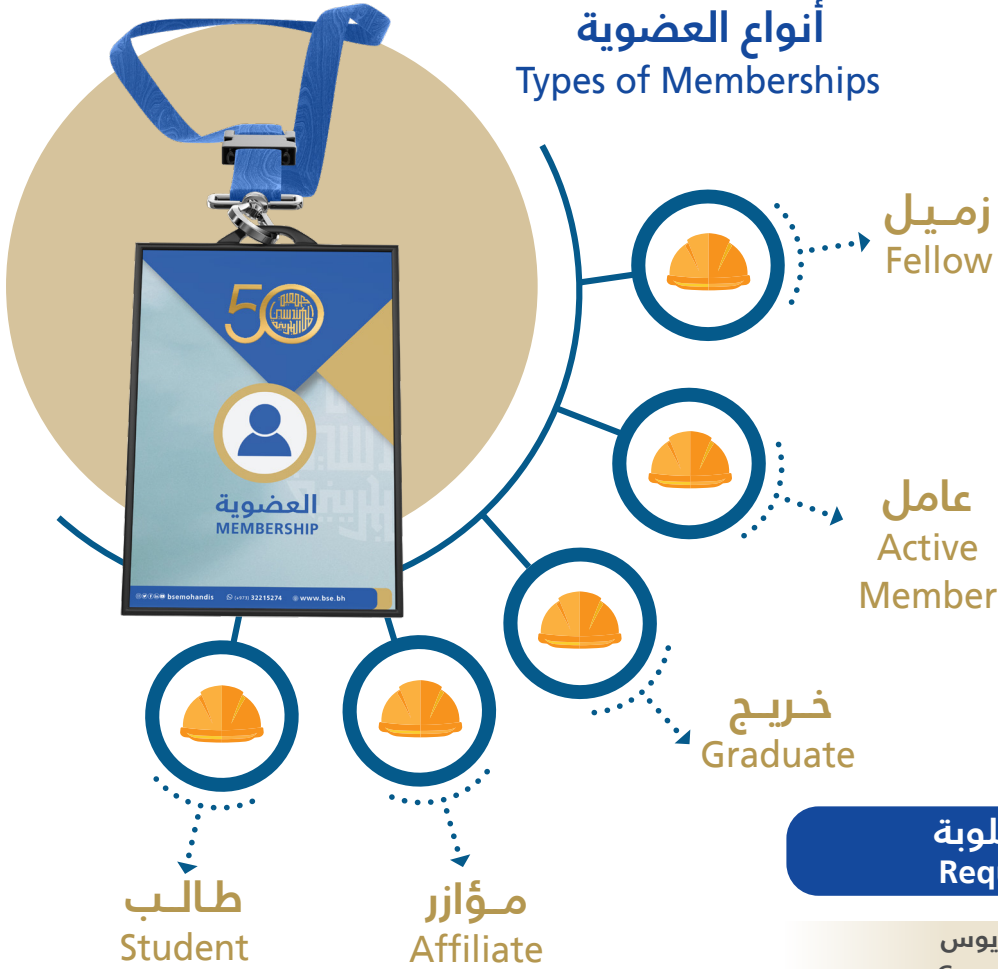 أنواع العضوية
Types of Memberships
زميل
Fellow
عامل
Active
Member
خريج
Graduate
مؤازر
Affiliate
طالب
Student
50
العضوية
MEMBERSHIP
bsemohandis (+973) 32215274 www.bse.bh